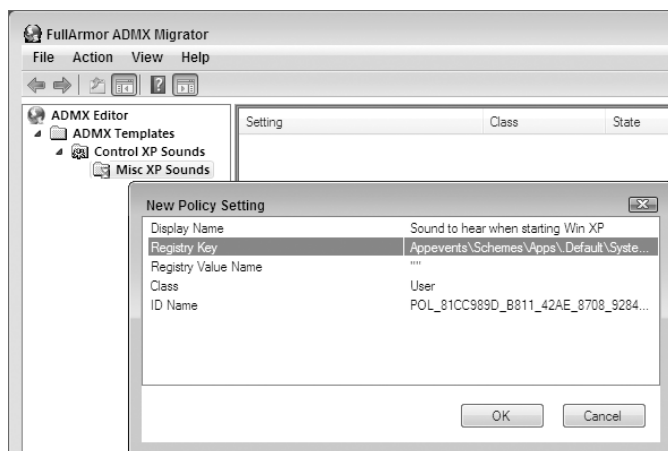 FullArmor ADMX Migrator
File Action View Help
ADMX Editor
ADMX Templates
Control XP Sounds
Misc XP Sounds
Setting Class State
New Policy Setting
Display Name Sound to hear when starting Win XP
Registry Key Appevents\Schemes\Apps\.Default\Syste...
Registry Value Name ""
Class User
ID Name POL_81CC989D_B811_42AE_8708_9284...
OK Cancel